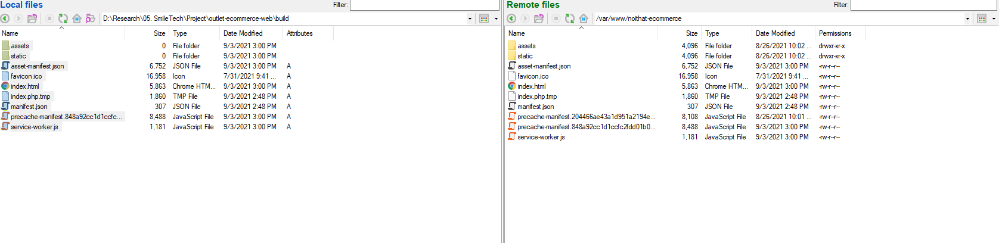 Local files Filter:
D:\Research\05. SmileTech\Project\outlet-ecommerce-web\build
Name Size Type Date Modified Attributes
assets 0 File folder 9/3/2021 3:00 PM
static 0 File folder 9/3/2021 3:00 PM
asset-manifest.json 6,752 JSON File 9/3/2021 3:00 PM A
favicon.ico 16,958 Icon 7/31/2021 9:41 ... A
index.html 5,863 Chrome HTM... 9/3/2021 3:00 PM A
index.php.tmp 1,860 TMP File 9/3/2021 2:48 PM A
manifest.json 307 JSON File 9/3/2021 2:48 PM A
precache-manifest.848a92cc1d1ccfc... 8,488 JavaScript File 9/3/2021 3:00 PM A
service-worker.js 1,181 JavaScript File 9/3/2021 3:00 PM A
Remote files Filter:
/var/www/noithat-ecommerce
Name Size Type Date Modified Permissions
assets 4,096 File folder 8/26/2021 10:02 ... drwxr-xr-x
static 4,096 File folder 8/26/2021 10:02 ... drwxr-xr-x
asset-manifest.json 6,752 JSON File 9/3/2021 3:00 PM -rw-r--r--
favicon.ico 16,958 Icon 7/31/2021 9:41 ... -rw-r--r--
index.html 5,863 Chrome HTM... 9/3/2021 3:00 PM -rw-r--r--
index.php.tmp 1,860 TMP File 9/3/2021 2:48 PM -rw-r--r--
manifest.json 307 JSON File 9/3/2021 2:48 PM -rw-r--r--
precache-manifest.204466ae43a1d951a2194e... 8,108 JavaScript File 8/26/2021 10:01 ... -rw-r--r--
precache-manifest.848a92cc1d1ccfc2fdd01b0... 8,488 JavaScript File 9/3/2021 3:00 PM -rw-r--r--
service-worker.js 1,181 JavaScript File 9/3/2021 3:00 PM -rw-r--r--